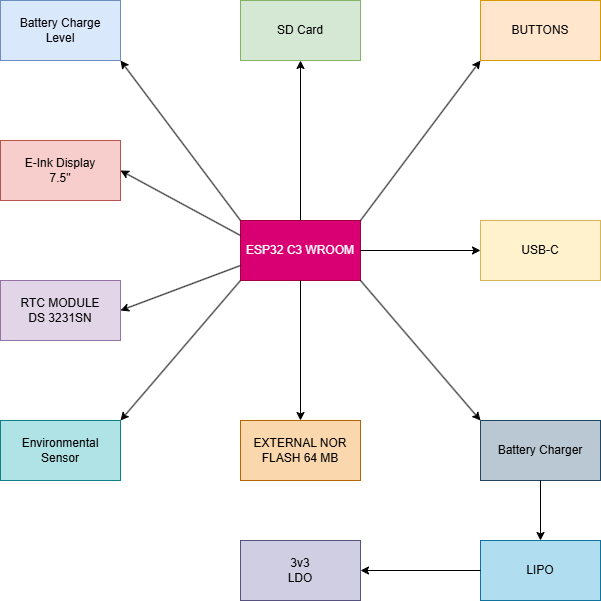 Battery Charge
Level
SD Card
BUTTONS
E-Ink Display
7.5"
ESP32 C3 WROOM
USB-C
RTC MODULE
DS 3231SN
Environmental
Sensor
EXTERNAL NOR
FLASH 64 MB
Battery Charger
3v3
LDO
LIPO